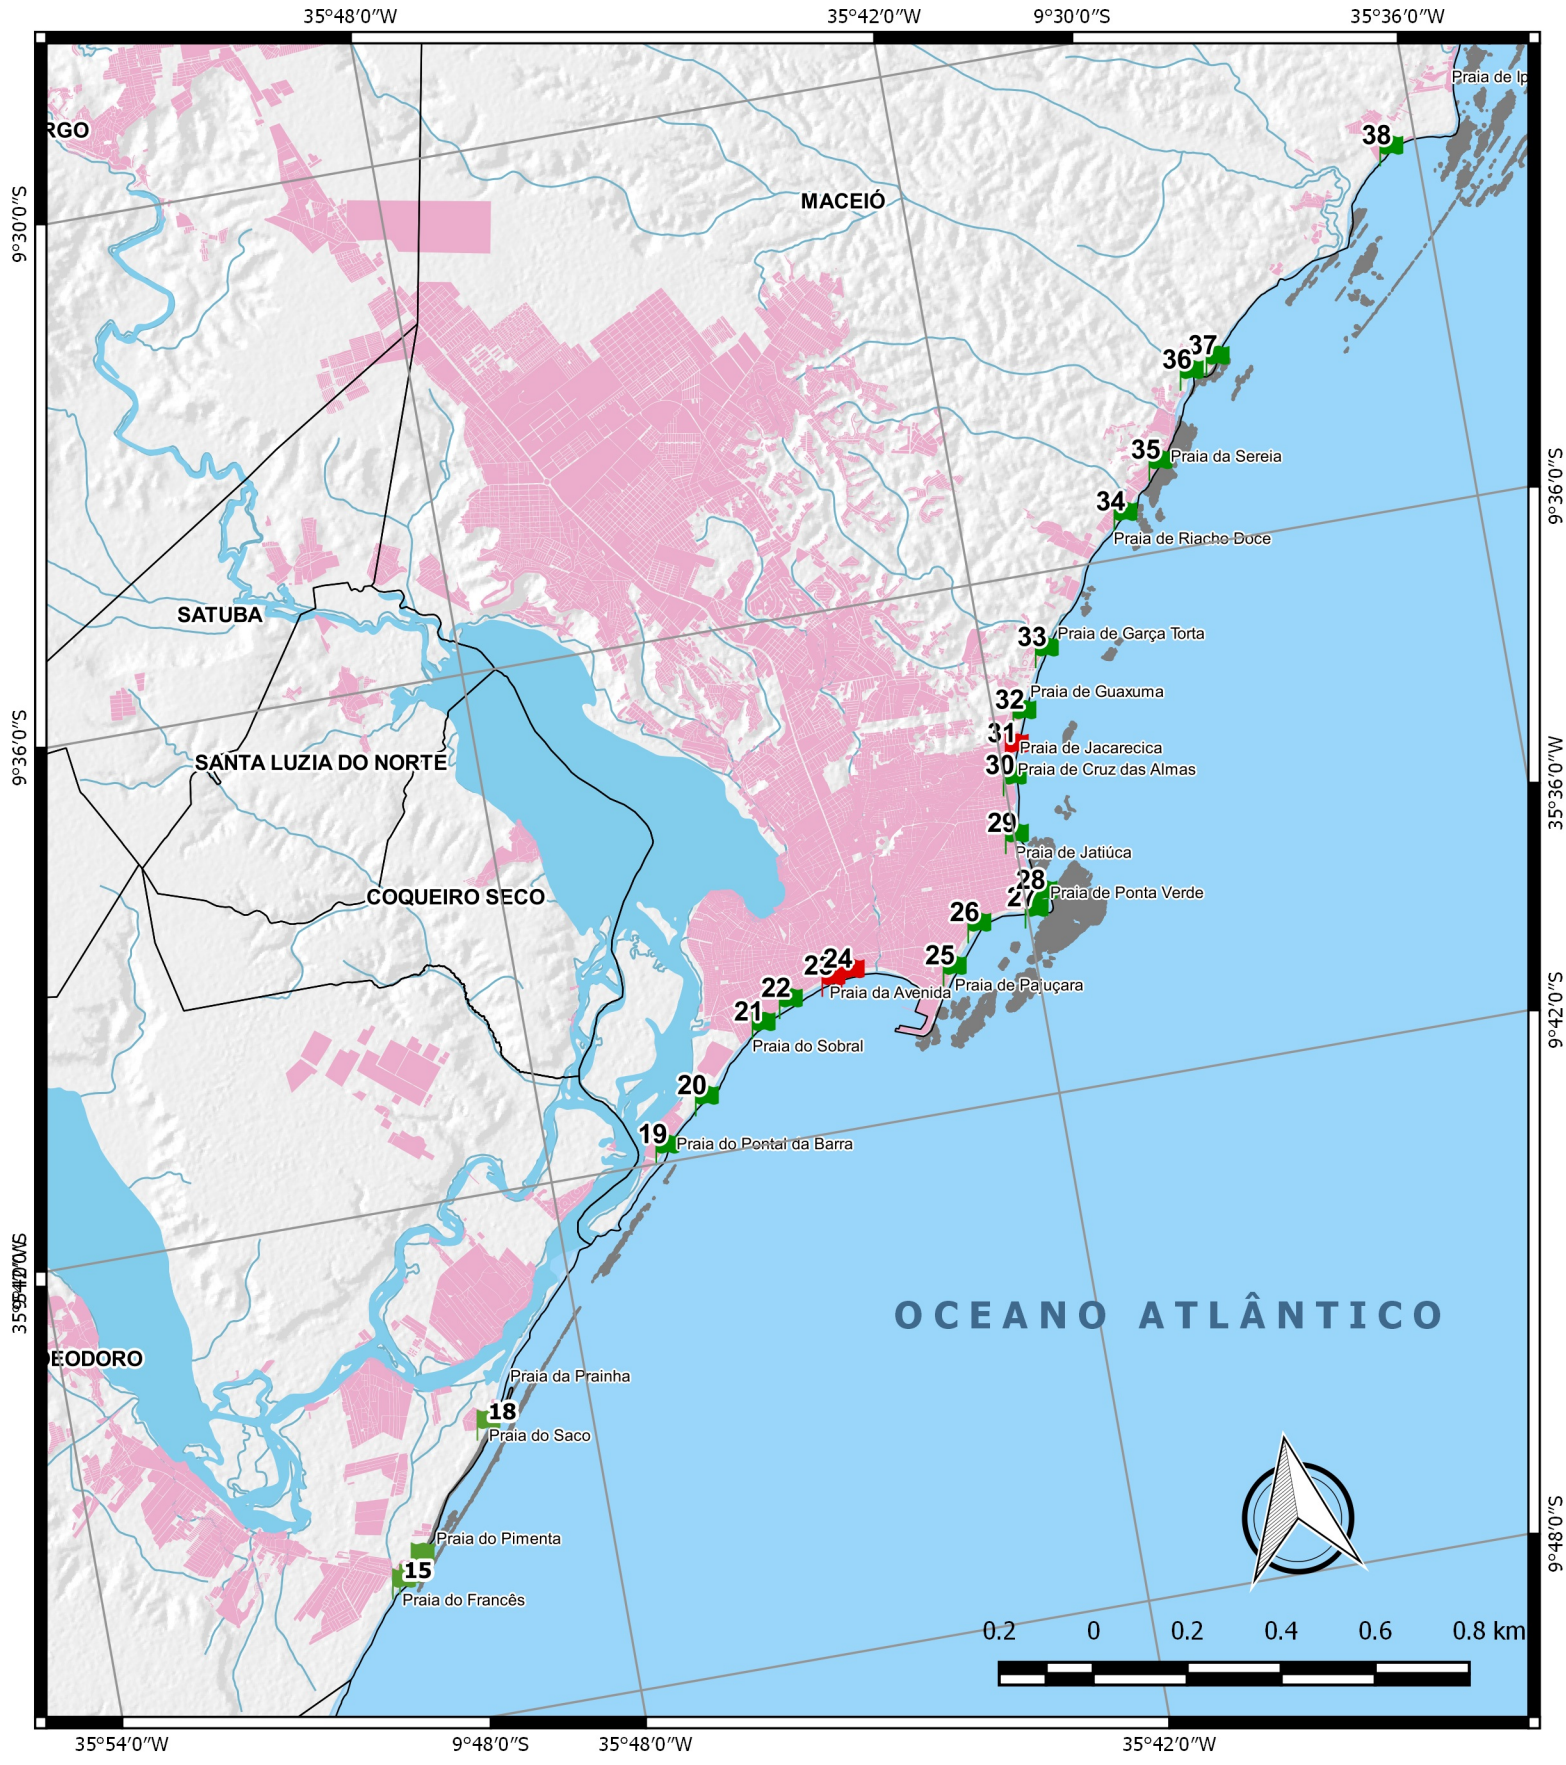 35°48′0″W
35°42′0″W
9°30′0″S
35°36′0″W
Praia de Ip
RGO
38
MACEIÓ
9°30′0″S
37
36
35
Praia da Sereia
9°36′0″S
34
Praia de Riacho Doce
SATUBA
33
Praia de Garça Torta
Praia de Guaxuma
32
31
Praia de Jacarecica
9°36′0″S
SANTA LUZIA DO NORTE
30
Praia de Cruz das Almas
35°36′0″W
29
Praia de Jatiúca
28
Praia de Ponta Verde
27
COQUEIRO SECO
26
25
24
23
Praia de Pajuçara
22
Praia da Avenida
9°42′0″S
21
Praia do Sobral
20
19
Praia do Pontal da Barra
OCEANO ATLÂNTICO
EODORO
Praia da Prainha
18
Praia do Saco
Praia do Pimenta
15
Praia do Francês
9°48′0″S
0.2 0 0.2 0.4 0.6 0.8 km
35°54′0″W
9°48′0″S
35°48′0″W
35°42′0″W